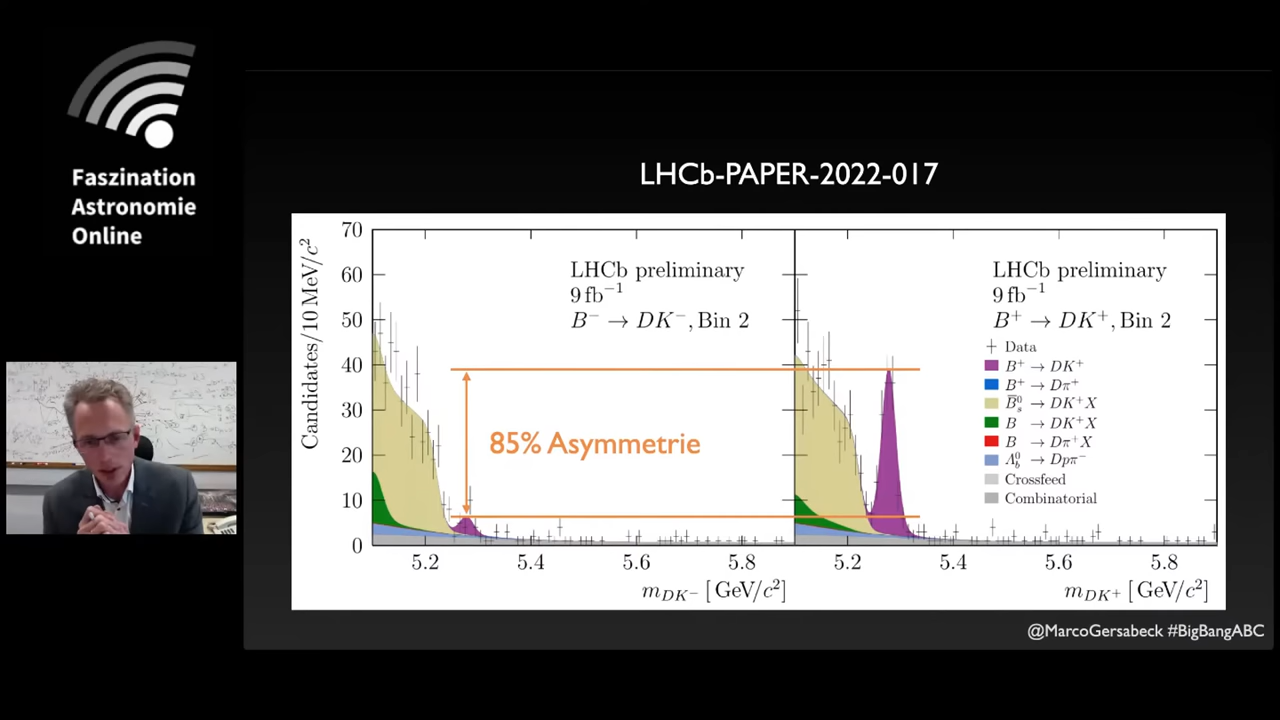 Faszination
Astronomie
Online
LHCb-PAPER-2022-017
Candidates/10 MeV/c²
70
60
50
40
30
20
10
0
LHCb preliminary
9 fb⁻¹
B⁻ → DK⁻, Bin 2
85% Asymmetrie
5.2 5.4 5.6 5.8
m_DK⁻ [GeV/c²]
LHCb preliminary
9 fb⁻¹
B⁺ → DK⁺, Bin 2
Data
B⁺ → DK⁺
B⁺ → Dπ⁺
B̄ₛ⁰ → DK⁺X
B → DK⁺X
B → Dπ⁺X
Λ_b⁰ → Dpπ⁻
Crossfeed
Combinatorial
5.2 5.4 5.6 5.8
m_DK⁺ [GeV/c²]
@MarcoGersabeck #BigBangABC